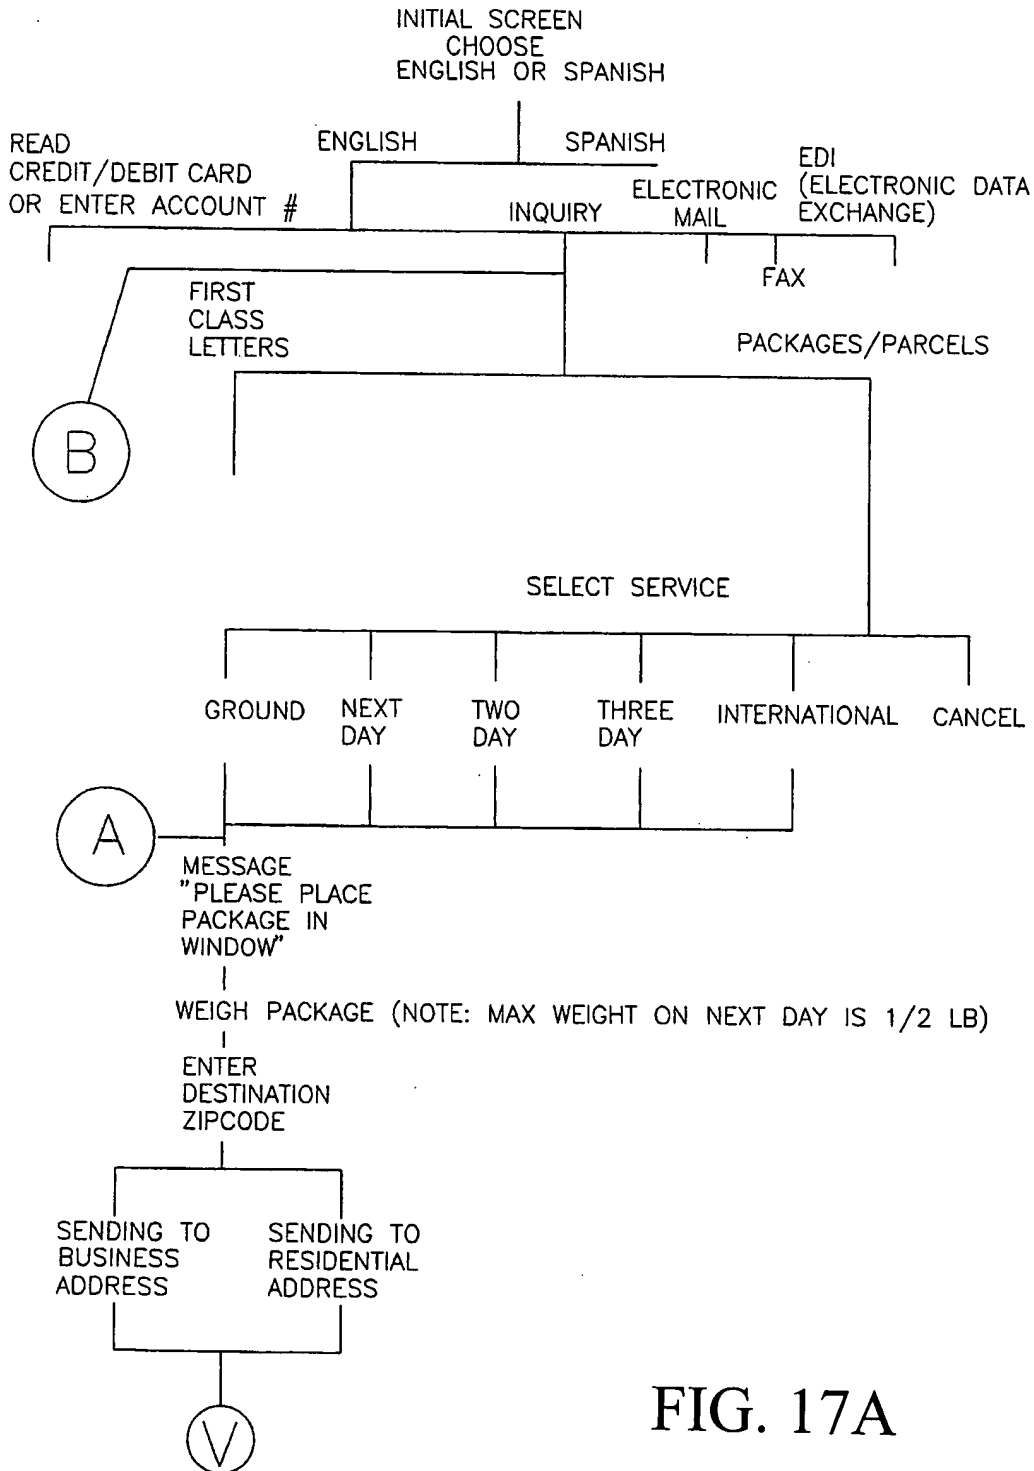 INITIAL SCREEN
CHOOSE
ENGLISH OR SPANISH
ENGLISH
SPANISH
READ
CREDIT/DEBIT CARD
OR ENTER ACCOUNT #
INQUIRY
ELECTRONIC
MAIL
EDI
(ELECTRONIC DATA
EXCHANGE)
FAX
FIRST
CLASS
LETTERS
PACKAGES/PARCELS
B
SELECT SERVICE
GROUND
NEXT
DAY
TWO
DAY
THREE
DAY
INTERNATIONAL
CANCEL
A
MESSAGE
"PLEASE PLACE
PACKAGE IN
WINDOW"
WEIGH PACKAGE (NOTE: MAX WEIGHT ON NEXT DAY IS 1/2 LB)
ENTER
DESTINATION
ZIPCODE
SENDING TO
BUSINESS
ADDRESS
SENDING TO
RESIDENTIAL
ADDRESS
V
FIG. 17A